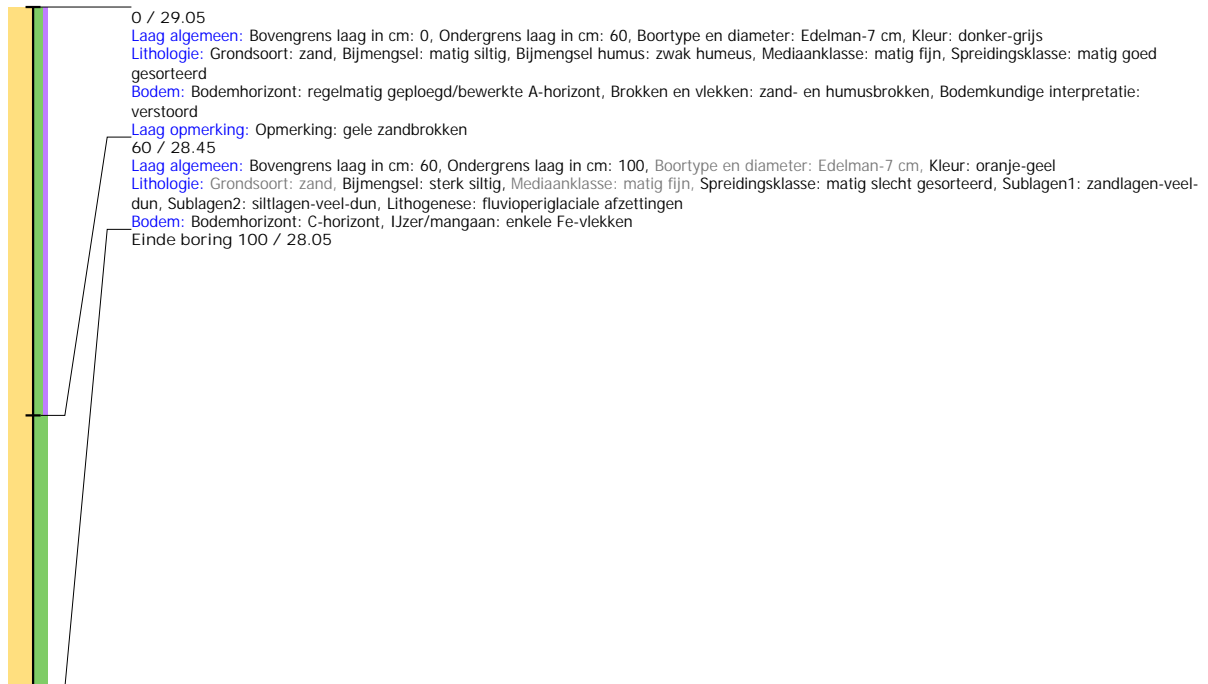 0 / 29.05
Laag algemeen: Bovengrens laag in cm: 0, Ondergrens laag in cm: 60, Boortype en diameter: Edelman-7 cm, Kleur: donker-grijs
Lithologie: Grondsoort: zand, Bijmengsel: matig siltig, Bijmengsel humus: zwak humeus, Mediaanklasse: matig fijn, Spreidingsklasse: matig goed
gesorteerd
Bodem: Bodemhorizont: regelmatig geploegd/bewerkte A-horizont, Brokken en vlekken: zand- en humusbrokken, Bodemkundige interpretatie:
verstoord
Laag opmerking: Opmerking: gele zandbrokken
60 / 28.45
Laag algemeen: Bovengrens laag in cm: 60, Ondergrens laag in cm: 100, Boortype en diameter: Edelman-7 cm, Kleur: oranje-geel
Lithologie: Grondsoort: zand, Bijmengsel: sterk siltig, Mediaanklasse: matig fijn, Spreidingsklasse: matig slecht gesorteerd, Sublagen1: zandlagen-veel-
dun, Sublagen2: siltlagen-veel-dun, Lithogenese: fluvioperiglaciale afzettingen
Bodem: Bodemhorizont: C-horizont, IJzer/mangaan: enkele Fe-vlekken
Einde boring 100 / 28.05